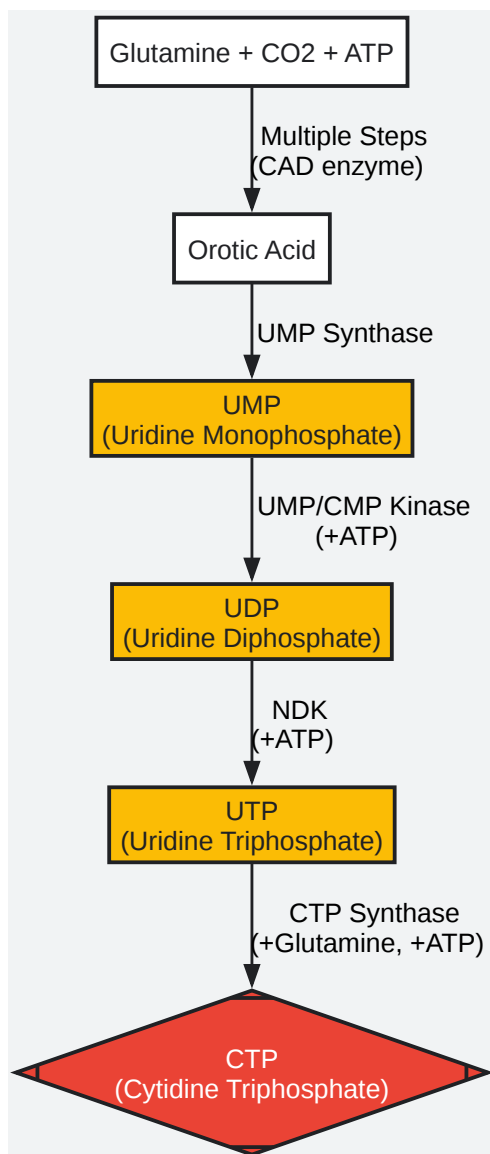 Glutamine + CO2 + ATP
Multiple Steps
(CAD enzyme)
Orotic Acid
UMP Synthase
UMP
(Uridine Monophosphate)
UMP/CMP Kinase
(+ATP)
UDP
(Uridine Diphosphate)
NDK
(+ATP)
UTP
(Uridine Triphosphate)
CTP Synthase
(+Glutamine, +ATP)
CTP
(Cytidine Triphosphate)